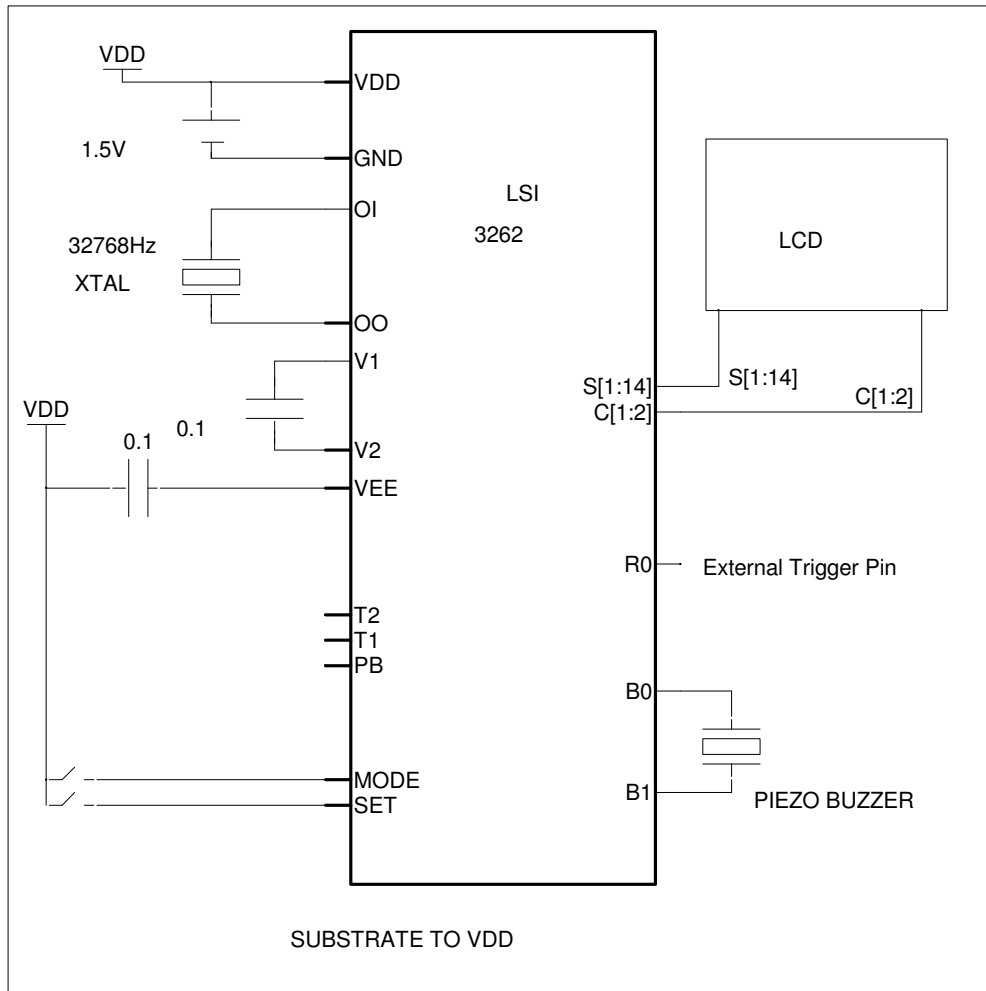 VDD
VDD
1.5V
GND
LSI
3262
OI
32768Hz
XTAL
OO
LCD
V1
S[1:14]
S[1:14]
C[1:2]
C[1:2]
VDD
0.1
0.1
V2
VEE
R0
External Trigger Pin
T2
T1
PB
B0
MODE
SET
B1
PIEZO BUZZER
SUBSTRATE TO VDD